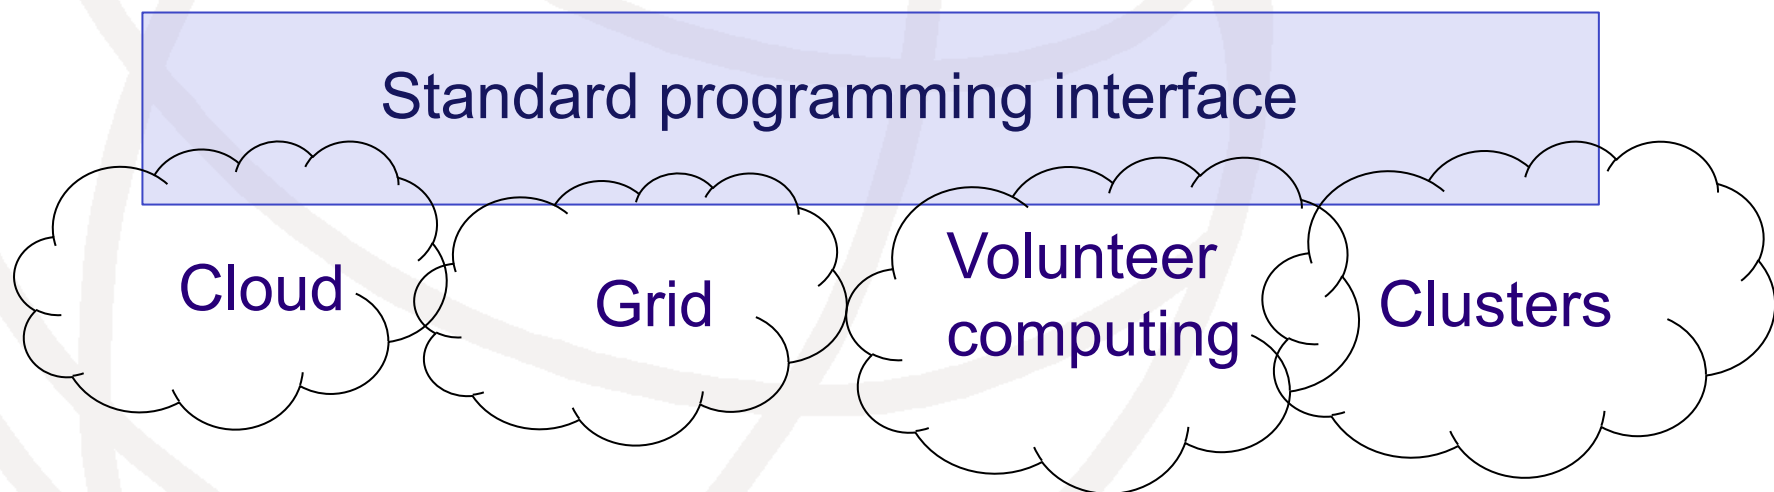 Standard programming interface
Cloud
Grid
Volunteer
computing
Clusters